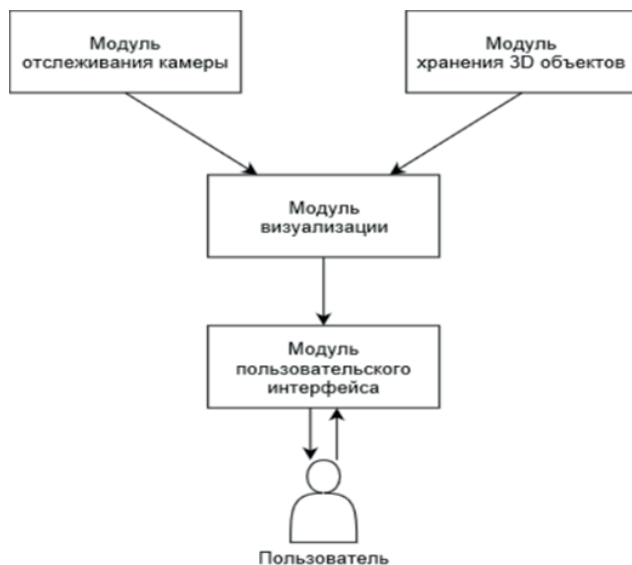 Модуль
отслеживания камеры
Модуль
хранения 3D объектов
Модуль
визуализации
Модуль
пользовательского
интерфейса
Пользователь